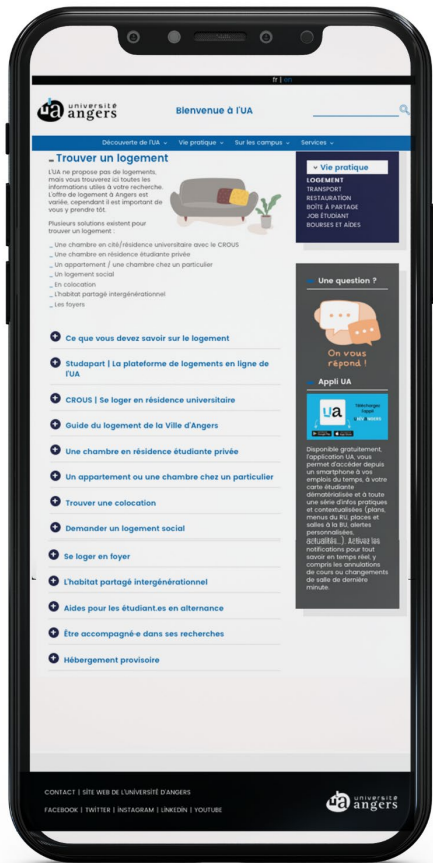 fr | en
université
angers
Bienvenue à l'UA
Découverte de l'UA
Vie pratique
Sur les campus
Services
_ Trouver un logement
L'UA ne propose pas de logements,
mais vous trouverez ici toutes les
informations utiles à votre recherche.
L'offre de logement à Angers est
variée, cependant il est important de
vous y prendre tôt.
Plusieurs solutions existent pour
trouver un logement :
_ Une chambre en cité/résidence universitaire avec le CROUS
_ Une chambre en résidence étudiante privée
_ Un appartement / une chambre chez un particulier
_ Un logement social
_ En colocation
_ L'habitat partagé intergénérationnel
_ Les foyers
Ce que vous devez savoir sur le logement
Studapart | La plateforme de logements en ligne de
l'UA
CROUS | Se loger en résidence universitaire
Guide du logement de la Ville d'Angers
Une chambre en résidence étudiante privée
Un appartement ou une chambre chez un particulier
Trouver une colocation
Demander un logement social
Se loger en foyer
L'habitat partagé intergénérationnel
Aides pour les étudiant.es en alternance
Être accompagné·e dans ses recherches
Hébergement provisoire
Vie pratique
LOGEMENT
TRANSPORT
RESTAURATION
BOÎTE À PARTAGE
JOB ÉTUDIANT
BOURSES ET AIDES
Une question ?
On vous
répond !
Appli UA
ua
Téléchargez
l'appli
Disponible gratuitement,
l'application UA, vous
permet d'accéder depuis
un smartphone à vos
emplois du temps, à votre
carte étudiante
dématérialisée et à toute
une série d'infos pratiques
et contextualisées (plans,
menus du RU, places et
salles à la BU, alertes
personnalisées,
actualités...). Activez les
notifications pour tout
savoir en temps réel, y
compris les annulations
de cours ou changements
de salle de dernière
minute.
CONTACT | SITE WEB DE L'UNIVERSITÉ D'ANGERS
FACEBOOK | TWITTER | INSTAGRAM | LINKEDIN | YOUTUBE
université
angers